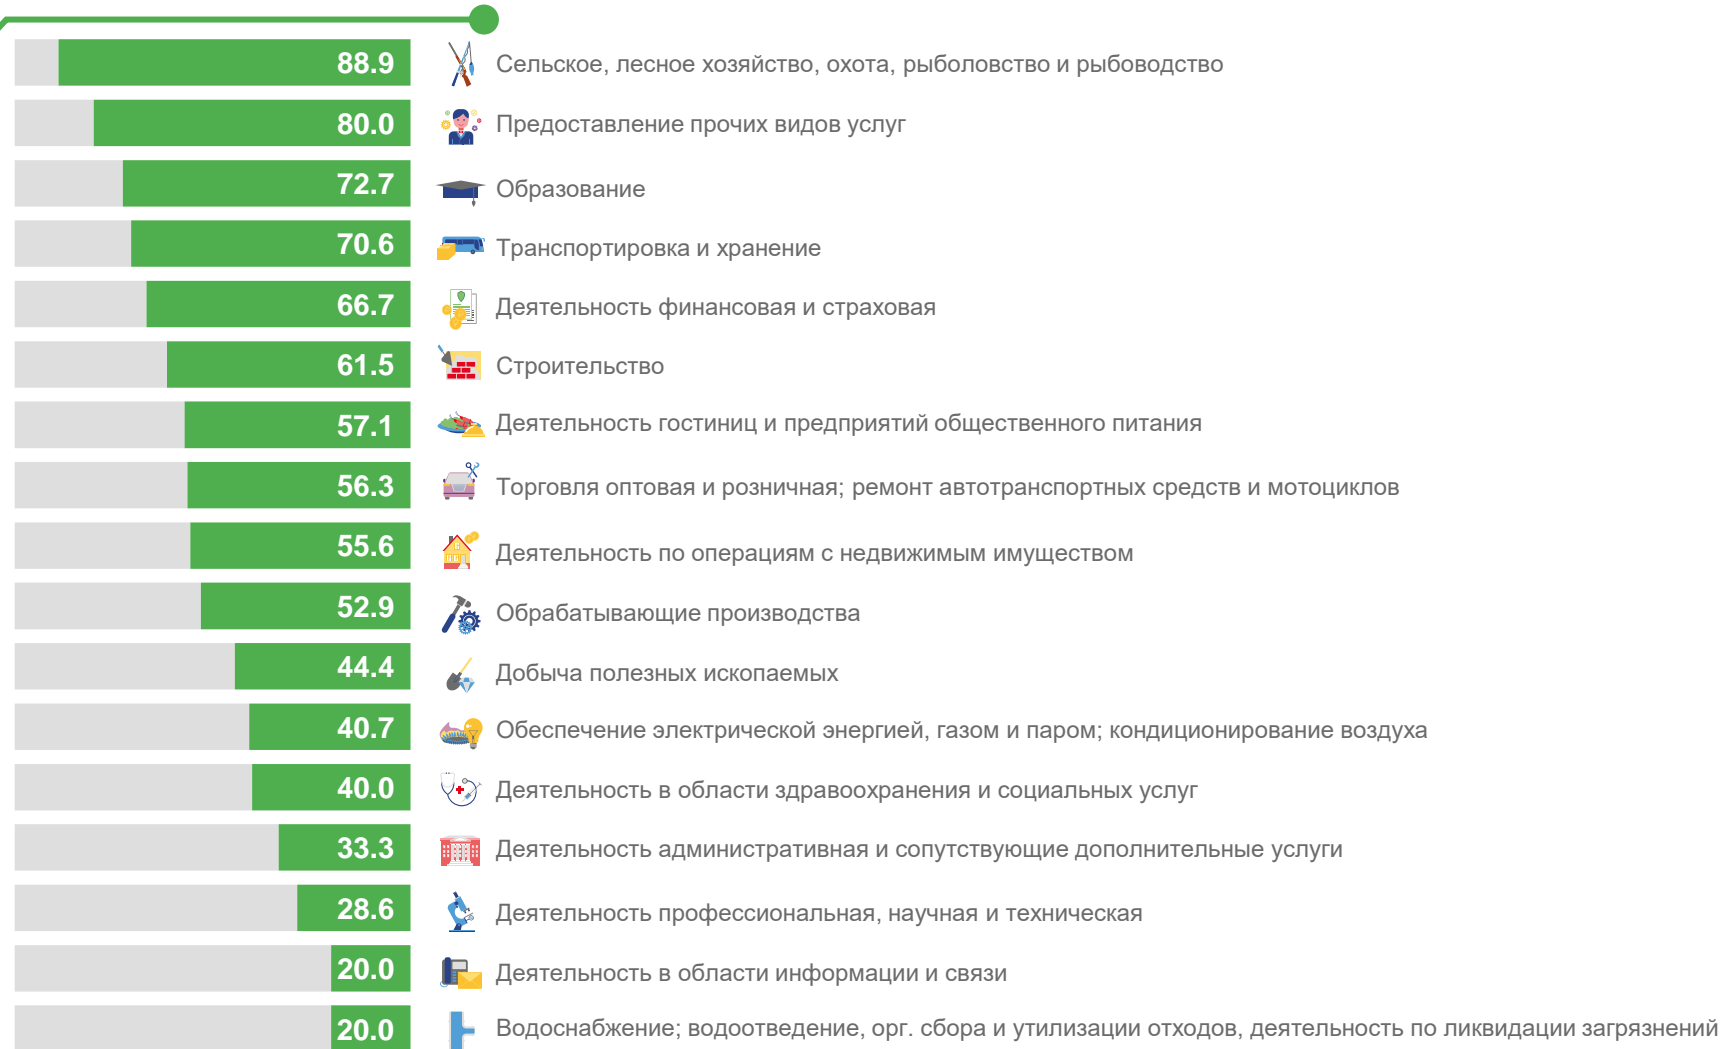 88.9 Сельское, лесное хозяйство, охота, рыболовство и рыбоводство
80.0 Предоставление прочих видов услуг
72.7 Образование
70.6 Транспортировка и хранение
66.7 Деятельность финансовая и страховая
61.5 Строительство
57.1 Деятельность гостиниц и предприятий общественного питания
56.3 Торговля оптовая и розничная; ремонт автотранспортных средств и мотоциклов
55.6 Деятельность по операциям с недвижимым имуществом
52.9 Обрабатывающие производства
44.4 Добыча полезных ископаемых
40.7 Обеспечение электрической энергией, газом и паром; кондиционирование воздуха
40.0 Деятельность в области здравоохранения и социальных услуг
33.3 Деятельность административная и сопутствующие дополнительные услуги
28.6 Деятельность профессиональная, научная и техническая
20.0 Деятельность в области информации и связи
20.0 Водоснабжение; водоотведение, орг. сбора и утилизации отходов, деятельность по ликвидации загрязнений